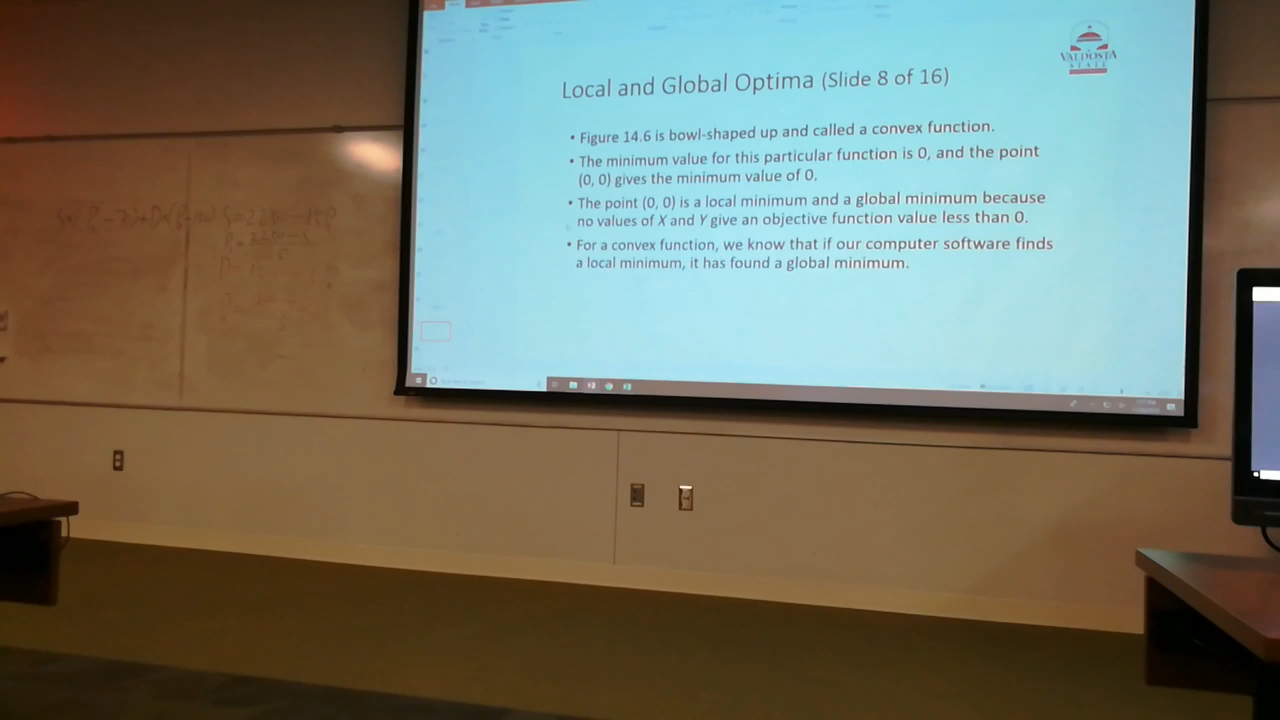 VALDOSTA
STATE
Local and Global Optima (Slide 8 of 16)
• Figure 14.6 is bowl-shaped up and called a convex function.
• The minimum value for this particular function is 0, and the point
(0, 0) gives the minimum value of 0.
• The point (0, 0) is a local minimum and a global minimum because
no values of X and Y give an objective function value less than 0.
• For a convex function, we know that if our computer software finds
a local minimum, it has found a global minimum.